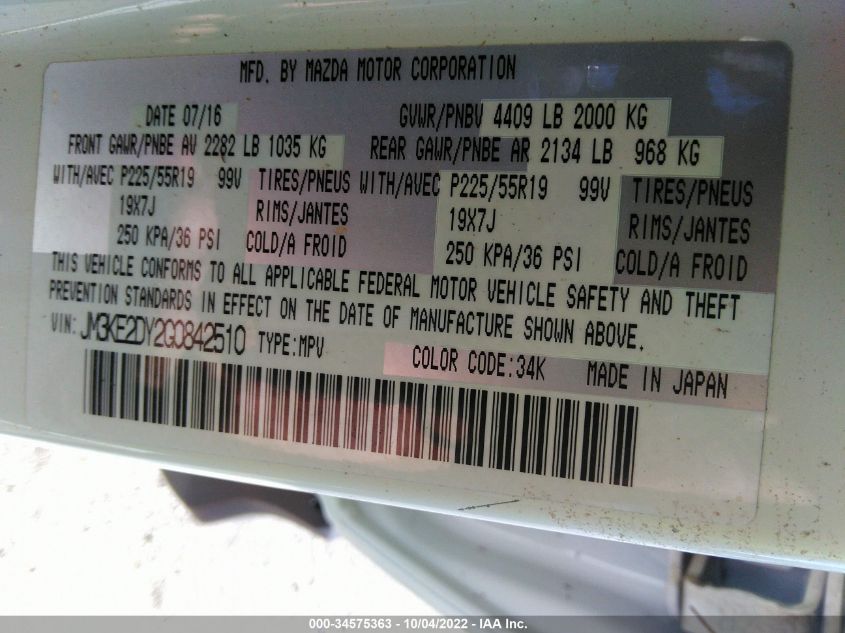 MFD. BY MAZDA MOTOR CORPORATION
DATE 07/16 GVWR/PNBV 4409 LB 2000 KG
FRONT GAWR/PNBE AV 2282 LB 1035 KG REAR GAWR/PNBE AR 2134 LB 968 KG
WITH/AVEC P225/55R19 99V TIRES/PNEUS WITH/AVEC P225/55R19 99V TIRES/PNEUS
19X7J RIMS/JANTES 19X7J RIMS/JANTES
250 KPA/36 PSI COLD/A FROID 250 KPA/36 PSI COLD/A FROID
THIS VEHICLE CONFORMS TO ALL APPLICABLE FEDERAL MOTOR VEHICLE SAFETY AND THEFT
PREVENTION STANDARDS IN EFFECT ON THE DATE OF MANUFACTURE SHOWN ABOVE.
VIN: JM3KE2DY2G0842510 TYPE:MPV COLOR CODE:34K MADE IN JAPAN
000-34575363 - 10/04/2022 - IAA Inc.